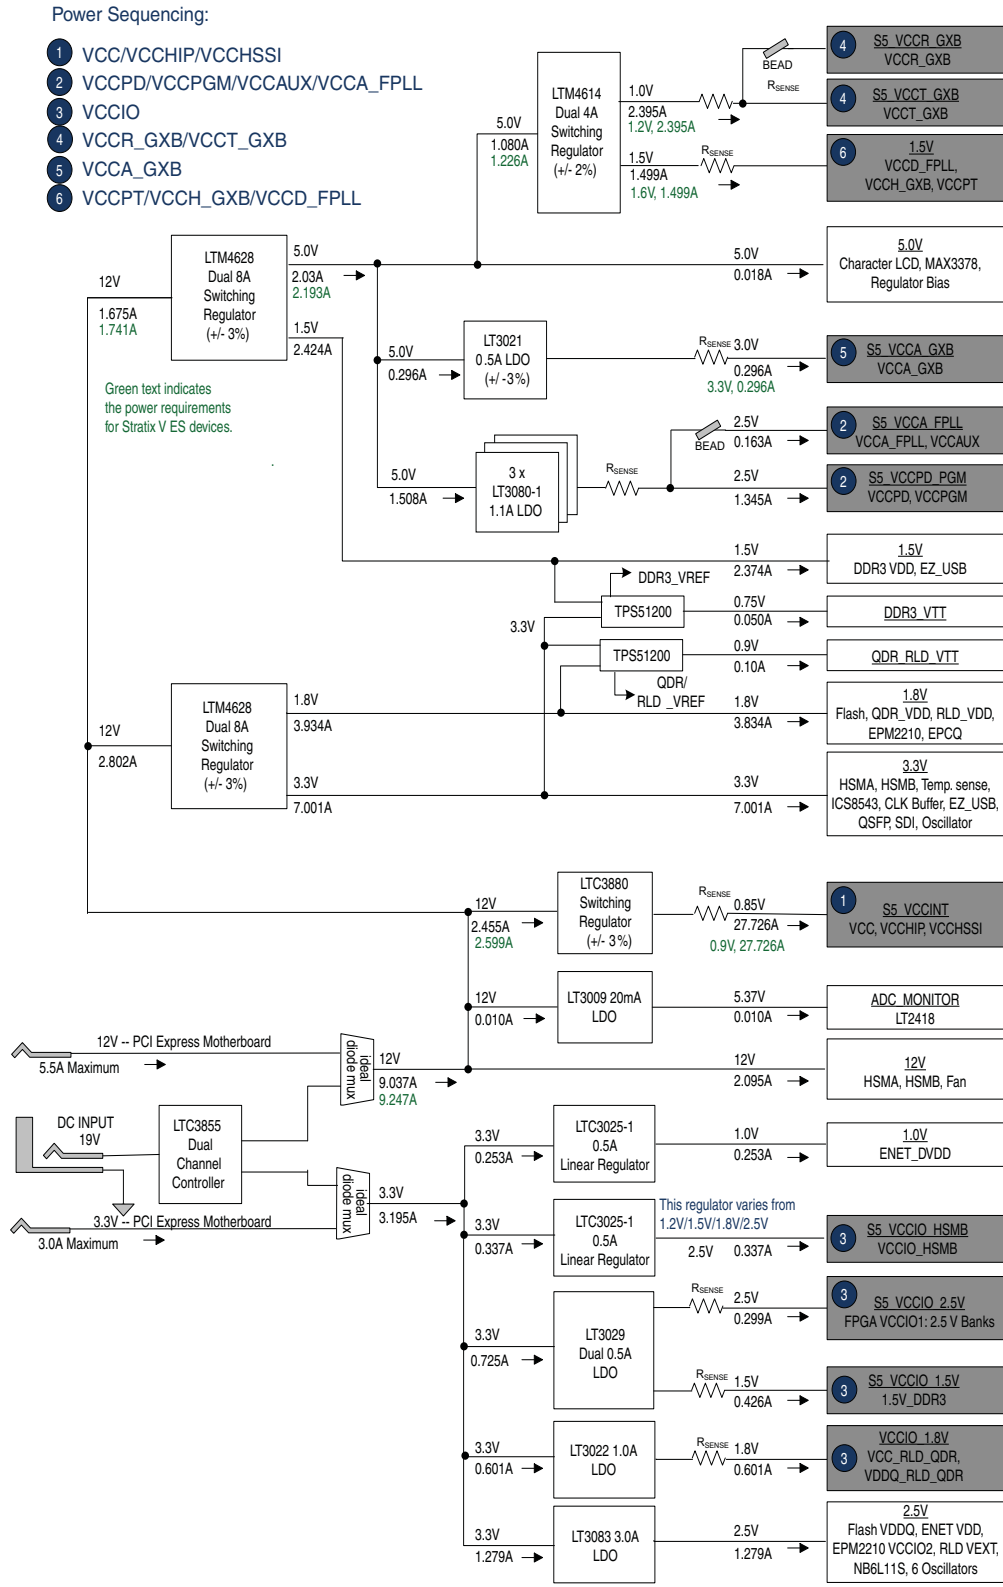 Power Sequencing:
1 VCC/VCCHIP/VCCHSSI
2 VCCPD/VCCPGM/VCCAUX/VCCA_FPLL
3 VCCIO
4 VCCR_GXB/VCCT_GXB
5 VCCA_GXB
6 VCCPT/VCCH_GXB/VCCD_FPLL
LTM4614
Dual 4A
Switching
Regulator
(+/- 2%)
5.0V
1.080A
1.226A
1.0V
2.395A
1.2V, 2.395A
1.5V
1.499A
1.6V, 1.499A
BEAD
RSENSE
RSENSE
4 S5_VCCR_GXB
VCCR_GXB
4 S5_VCCT_GXB
VCCT_GXB
6 1.5V
VCCD_FPLL,
VCCH_GXB, VCCPT
12V
1.675A
1.741A
LTM4628
Dual 8A
Switching
Regulator
(+/- 3%)
5.0V
2.03A
2.193A
1.5V
2.424A
5.0V
0.018A
5.0V
Character LCD, MAX3378,
Regulator Bias
Green text indicates
the power requirements
for Stratix V ES devices.
5.0V
0.296A
LT3021
0.5A LDO
(+/ -3%)
RSENSE 3.0V
0.296A
3.3V, 0.296A
5 S5_VCCA_GXB
VCCA_GXB
5.0V
1.508A
3 x
LT3080-1
1.1A LDO
RSENSE
BEAD
2.5V
0.163A
2 S5_VCCA_FPLL
VCCA_FPLL, VCCAUX
2.5V
1.345A
2 S5_VCCPD_PGM
VCCPD, VCCPGM
1.5V
2.374A
1.5V
DDR3 VDD, EZ_USB
DDR3_VREF
TPS51200
0.75V
0.050A
DDR3_VTT
3.3V
TPS51200
0.9V
0.10A
QDR_RLD_VTT
QDR/
RLD _VREF
12V
2.802A
LTM4628
Dual 8A
Switching
Regulator
(+/- 3%)
1.8V
3.934A
1.8V
3.834A
1.8V
Flash, QDR_VDD, RLD_VDD,
EPM2210, EPCQ
3.3V
7.001A
3.3V
7.001A
3.3V
HSMA, HSMB, Temp. sense,
ICS8543, CLK Buffer, EZ_USB,
QSFP, SDI, Oscillator
12V
2.455A
2.599A
LTC3880
Switching
Regulator
(+/- 3%)
RSENSE 0.85V
27.726A
0.9V, 27.726A
1 S5_VCCINT
VCC, VCCHIP, VCCHSSI
12V
0.010A
LT3009 20mA
LDO
5.37V
0.010A
ADC_MONITOR
LT2418
12V -- PCI Express Motherboard
5.5A Maximum
ideal
diode mux
12V
9.037A
9.247A
12V
2.095A
12V
HSMA, HSMB, Fan
DC INPUT
19V
LTC3855
Dual
Channel
Controller
3.3V -- PCI Express Motherboard
3.0A Maximum
ideal
diode mux
3.3V
3.195A
3.3V
0.253A
LTC3025-1
0.5A
Linear Regulator
1.0V
0.253A
1.0V
ENET_DVDD
3.3V
0.337A
LTC3025-1
0.5A
Linear Regulator
This regulator varies from
1.2V/1.5V/1.8V/2.5V
2.5V 0.337A
3 S5_VCCIO_HSMB
VCCIO_HSMB
3.3V
0.725A
LT3029
Dual 0.5A
LDO
RSENSE 2.5V
0.299A
3 S5_VCCIO_2.5V
FPGA VCCIO1: 2.5 V Banks
RSENSE 1.5V
0.426A
3 S5_VCCIO_1.5V
1.5V_DDR3
3.3V
0.601A
LT3022 1.0A
LDO
RSENSE 1.8V
0.601A
3 VCCIO_1.8V
VCC_RLD_QDR,
VDDQ_RLD_QDR
3.3V
1.279A
LT3083 3.0A
LDO
2.5V
1.279A
2.5V
Flash VDDQ, ENET VDD,
EPM2210 VCCIO2, RLD VEXT,
NB6L11S, 6 Oscillators